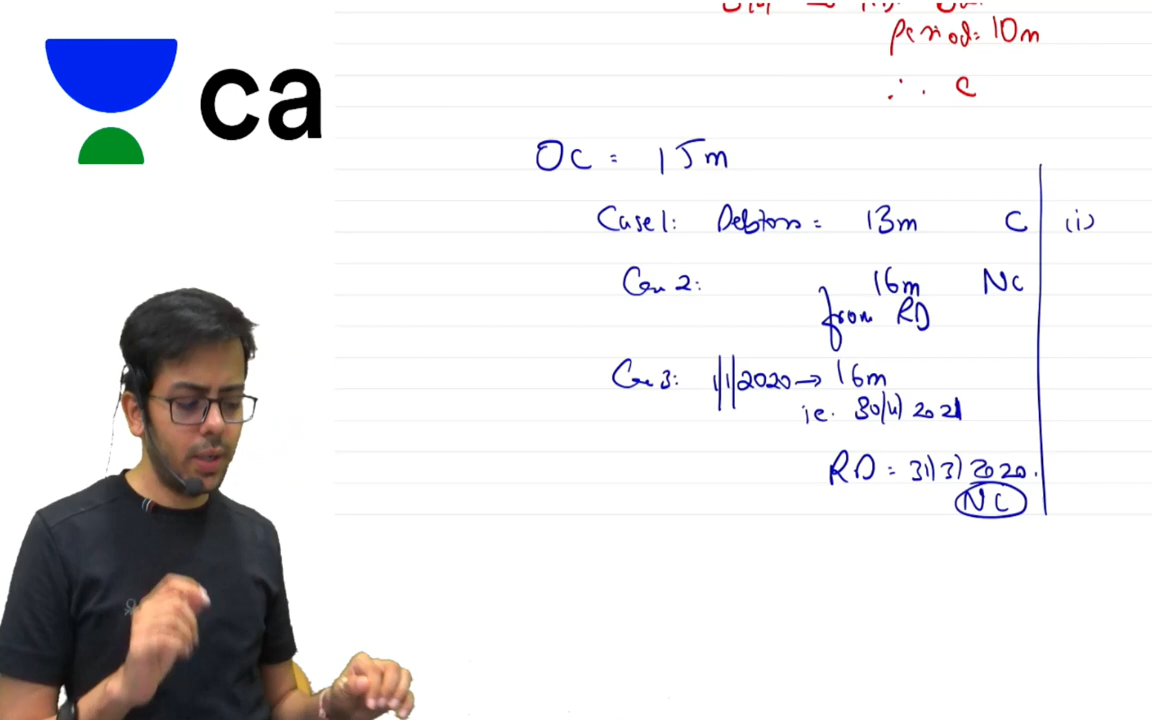 ca
Period: 10m
∴ C
OC = 15m
Case 1: Debtors = 13m C (i)
Case 2: 16m NC
from RD
Case 3: 1/1/2020 → 16m
ie. 30/4/2021
RD = 31/3/2020.
NC